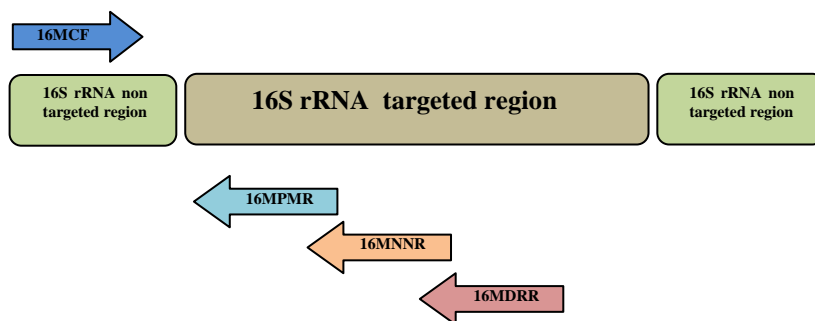 16MCF
16S rRNA non
targeted region
16S rRNA targeted region
16S rRNA non
targeted region
16MPMR
16MNNR
16MDRR